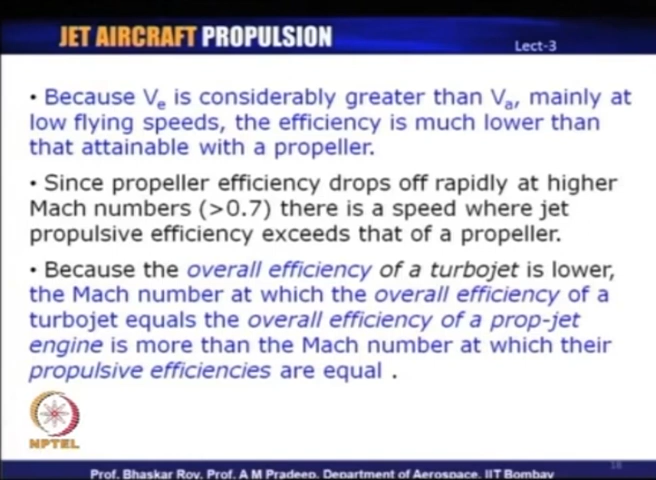 JET AIRCRAFT PROPULSION
Lect-3
• Because Ve is considerably greater than Va, mainly at
low flying speeds, the efficiency is much lower than
that attainable with a propeller.
• Since propeller efficiency drops off rapidly at higher
Mach numbers (>0.7) there is a speed where jet
propulsive efficiency exceeds that of a propeller.
• Because the overall efficiency of a turbojet is lower,
the Mach number at which the overall efficiency of a
turbojet equals the overall efficiency of a prop-jet
engine is more than the Mach number at which their
propulsive efficiencies are equal .
NPTEL
18
Prof. Bhaskar Roy, Prof. A M Pradeep, Department of Aerospace, IIT Bombay